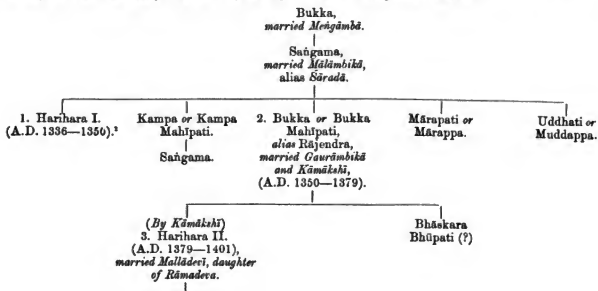 Bukka,
married Meṅgāmbā.
Saṅgama,
married Mālāmbikā,
alias Śāradā.
1. Harihara I.
(A.D. 1336—1350).²
Kampa or Kampa
Mahīpati.
Saṅgama.
2. Bukka or Bukka
Mahīpati,
alias Rājendra,
married Gaurāmbikā
and Kāmākshī,
(A.D. 1350—1379).
Mārapati or
Mārappa.
Uddhati or
Muddappa.
(By Kāmākshī)
3. Harihara II.
(A.D. 1379—1401),
married Mallādevī, daughter
of Rāmadeva.
Bhāskara
Bhūpati (?)